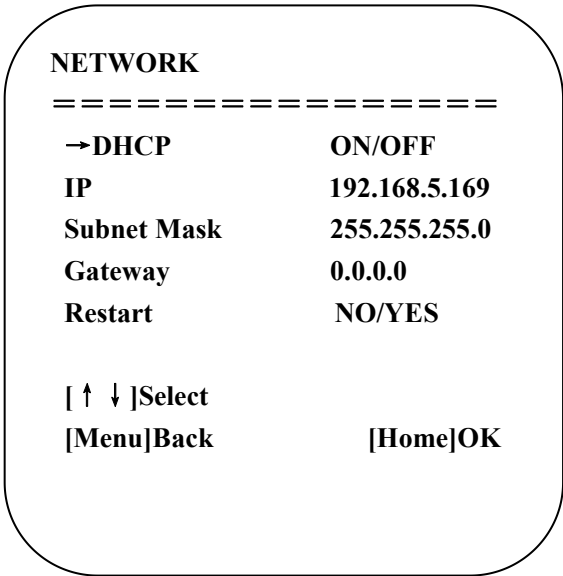 NETWORK
=================
→DHCP ON/OFF
IP 192.168.5.169
Subnet Mask 255.255.255.0
Gateway 0.0.0.0
Restart NO/YES
[↑ ↓]Select
[Menu]Back [Home]OK